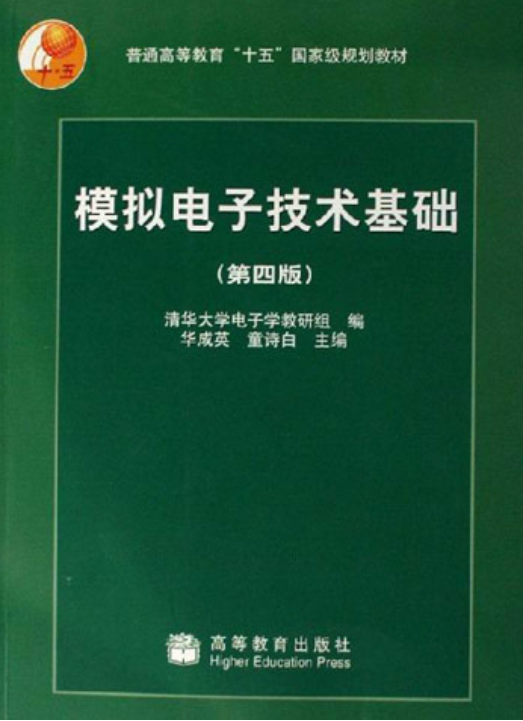 十·五
普通高等教育“十五”国家级规划教材
模拟电子技术基础
(第四版)
清华大学电子学教研组 编
华成英 童诗白 主编
高等教育出版社
Higher Education Press